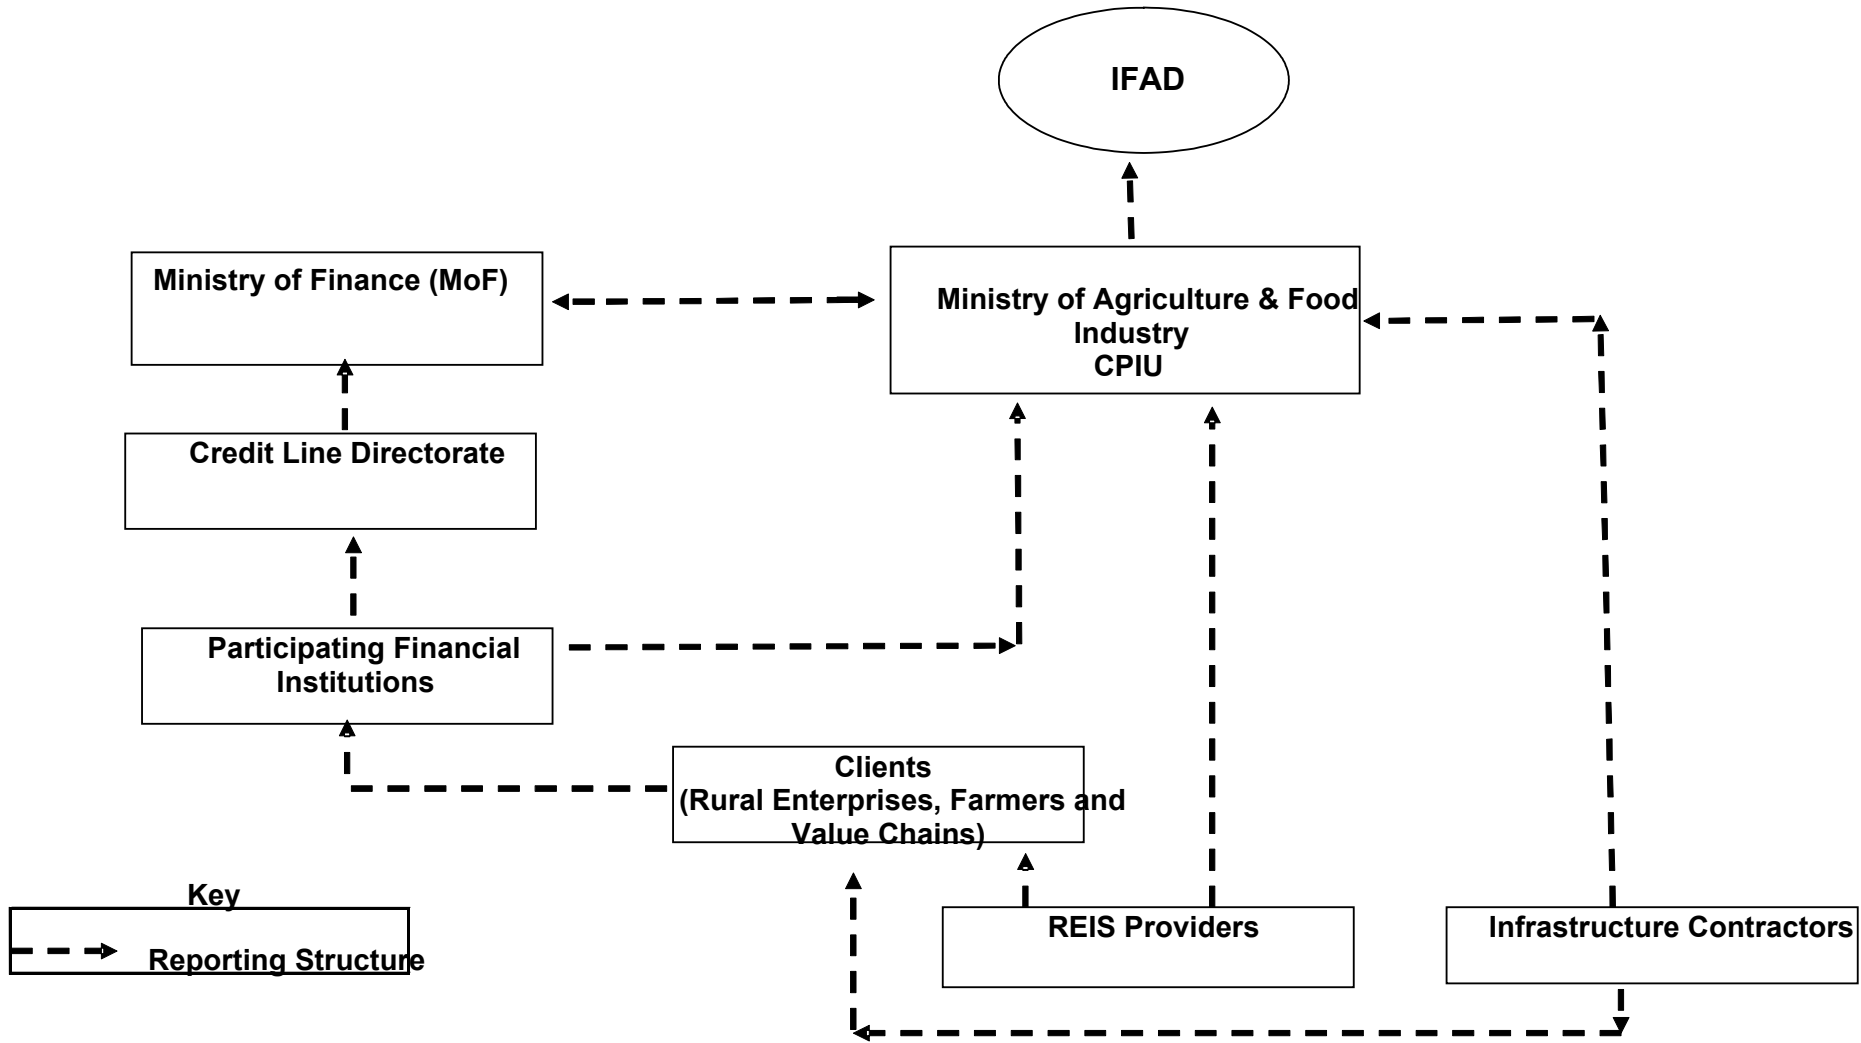 IFAD
Ministry of Finance (MoF)
Ministry of Agriculture & Food
Industry
CPIU
Credit Line Directorate
Participating Financial
Institutions
Clients
(Rural Enterprises, Farmers and
Value Chains)
Key
Reporting Structure
REIS Providers
Infrastructure Contractors